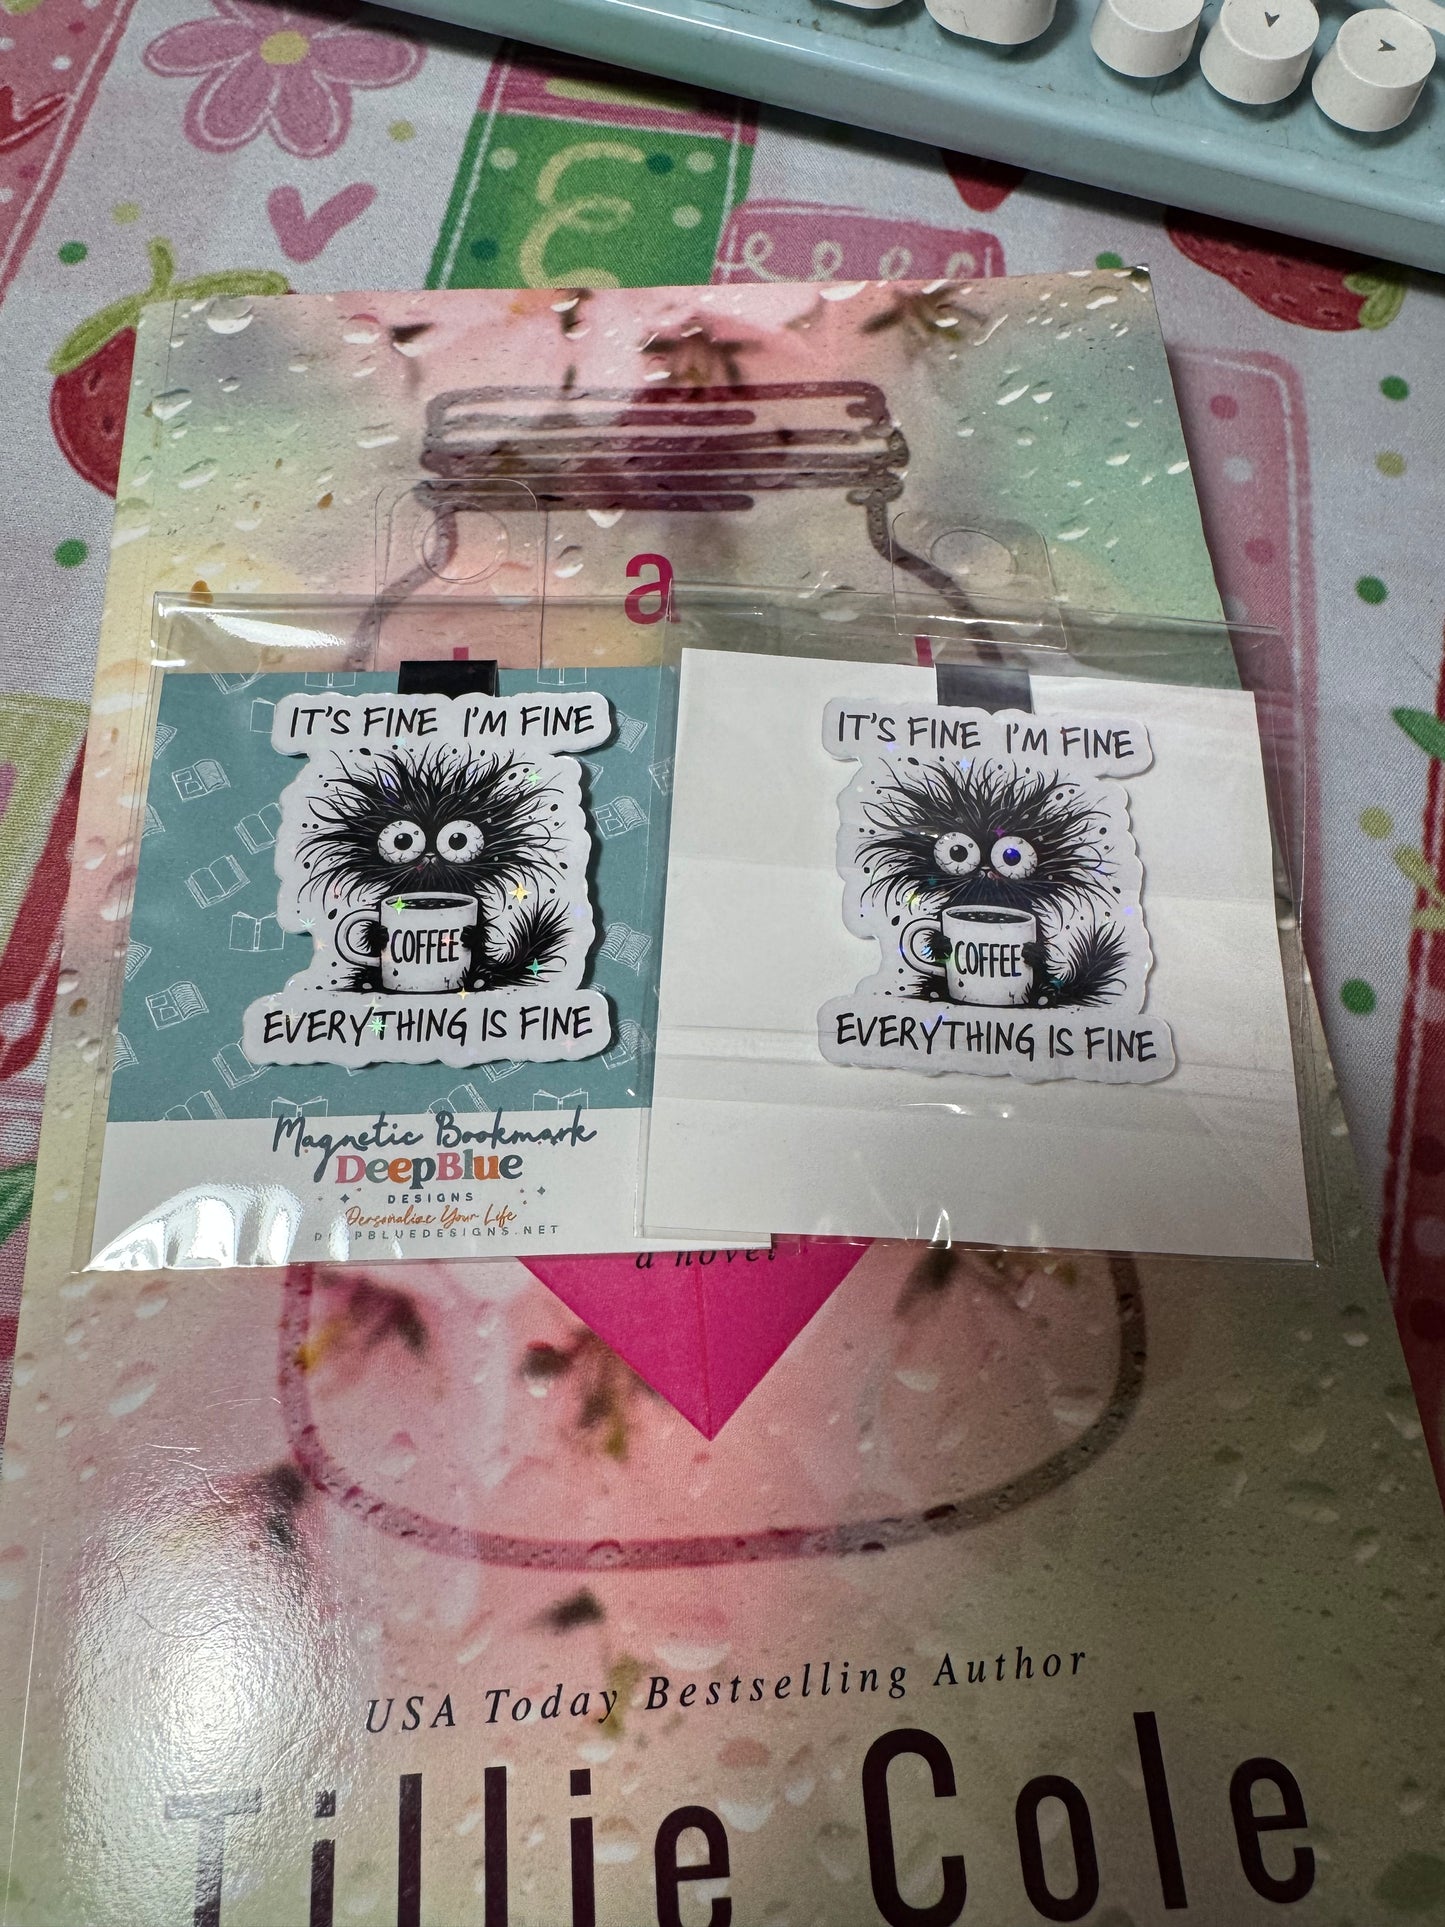 a
IT'S FINE I'M FINE
COFFEE
EVERYTHING IS FINE
Magnetic Bookmark
DeepBlue
DESIGNS
Personalize Your Life
DEEPBLUEDESIGNS.NET
IT'S FINE I'M FINE
COFFEE
EVERYTHING IS FINE
a novel
USA Today Bestselling Author
Tillie Cole